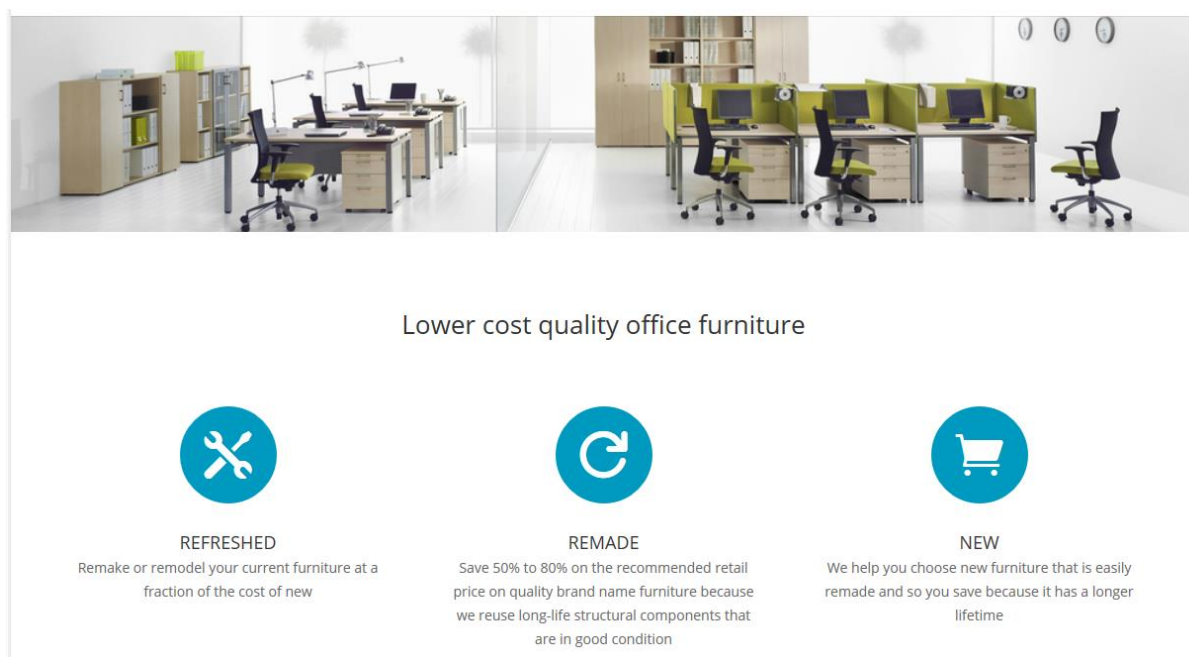 Lower cost quality office furniture
REFRESHED
Remake or remodel your current furniture at a
fraction of the cost of new
REMADE
Save 50% to 80% on the recommended retail
price on quality brand name furniture because
we reuse long-life structural components that
are in good condition
NEW
We help you choose new furniture that is easily
remade and so you save because it has a longer
lifetime